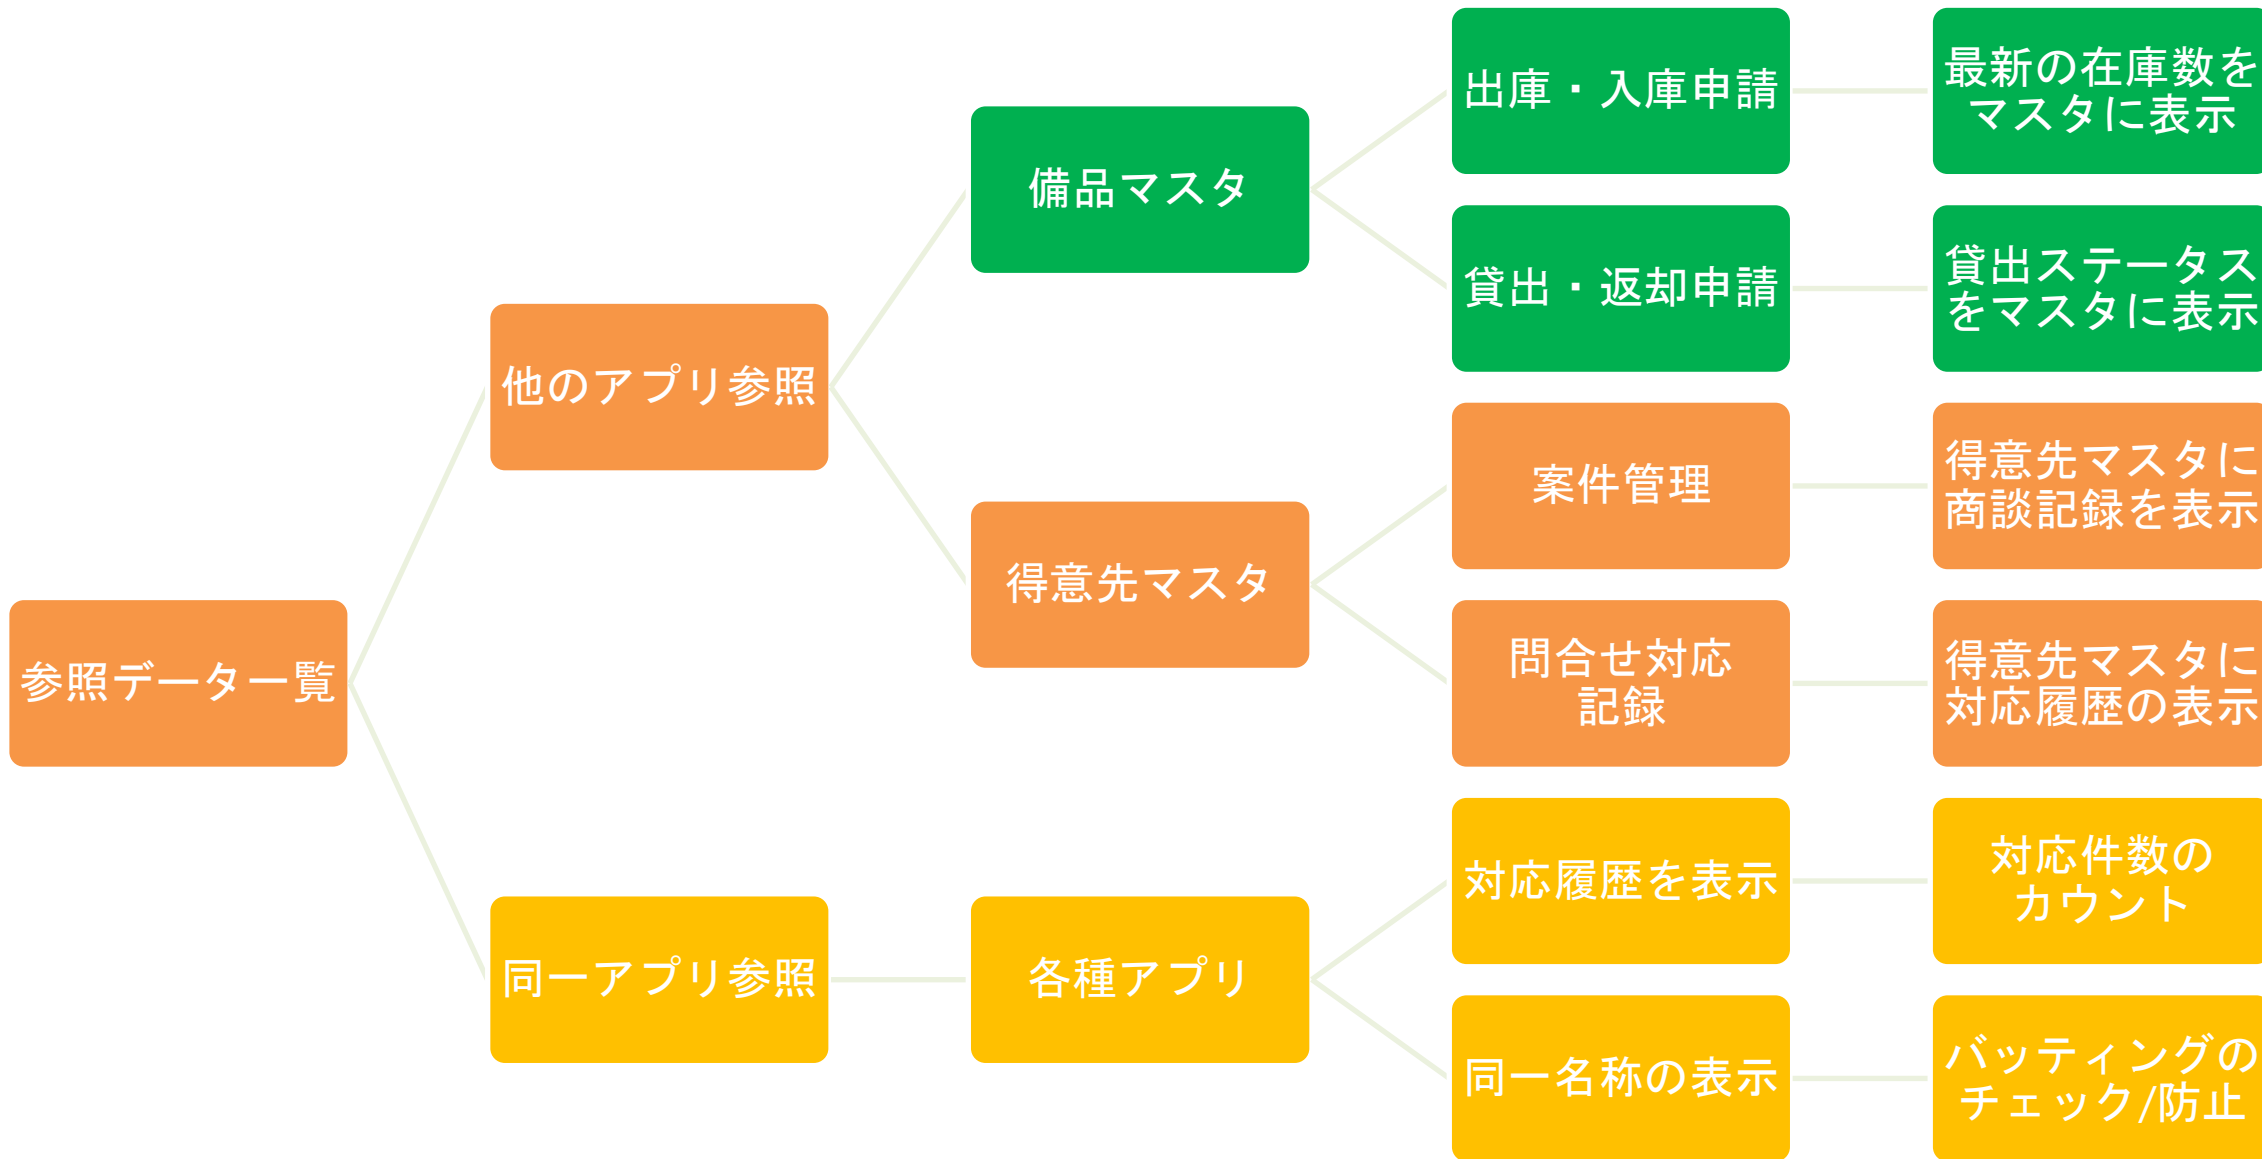 参照データ一覧
他のアプリ参照
備品マスタ
出庫・入庫申請
最新の在庫数を
マスタに表示
貸出・返却申請
貸出ステータス
をマスタに表示
得意先マスタ
案件管理
得意先マスタに
商談記録を表示
問合せ対応
記録
得意先マスタに
対応履歴の表示
同一アプリ参照
各種アプリ
対応履歴を表示
対応件数の
カウント
同一名称の表示
バッティングの
チェック/防止